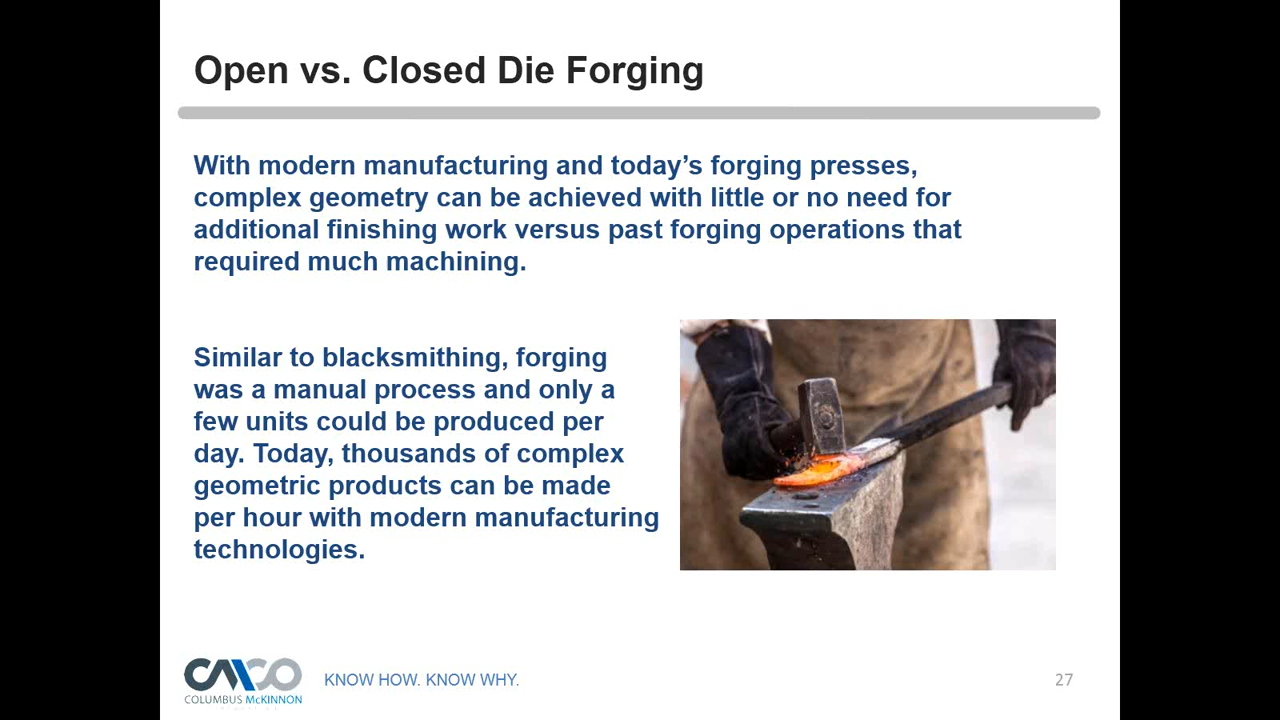 Open vs. Closed Die Forging
With modern manufacturing and today’s forging presses,
complex geometry can be achieved with little or no need for
additional finishing work versus past forging operations that
required much machining.
Similar to blacksmithing, forging
was a manual process and only a
few units could be produced per
day. Today, thousands of complex
geometric products can be made
per hour with modern manufacturing
technologies.
CMCO
COLUMBUS McKINNON
KNOW HOW. KNOW WHY.
27